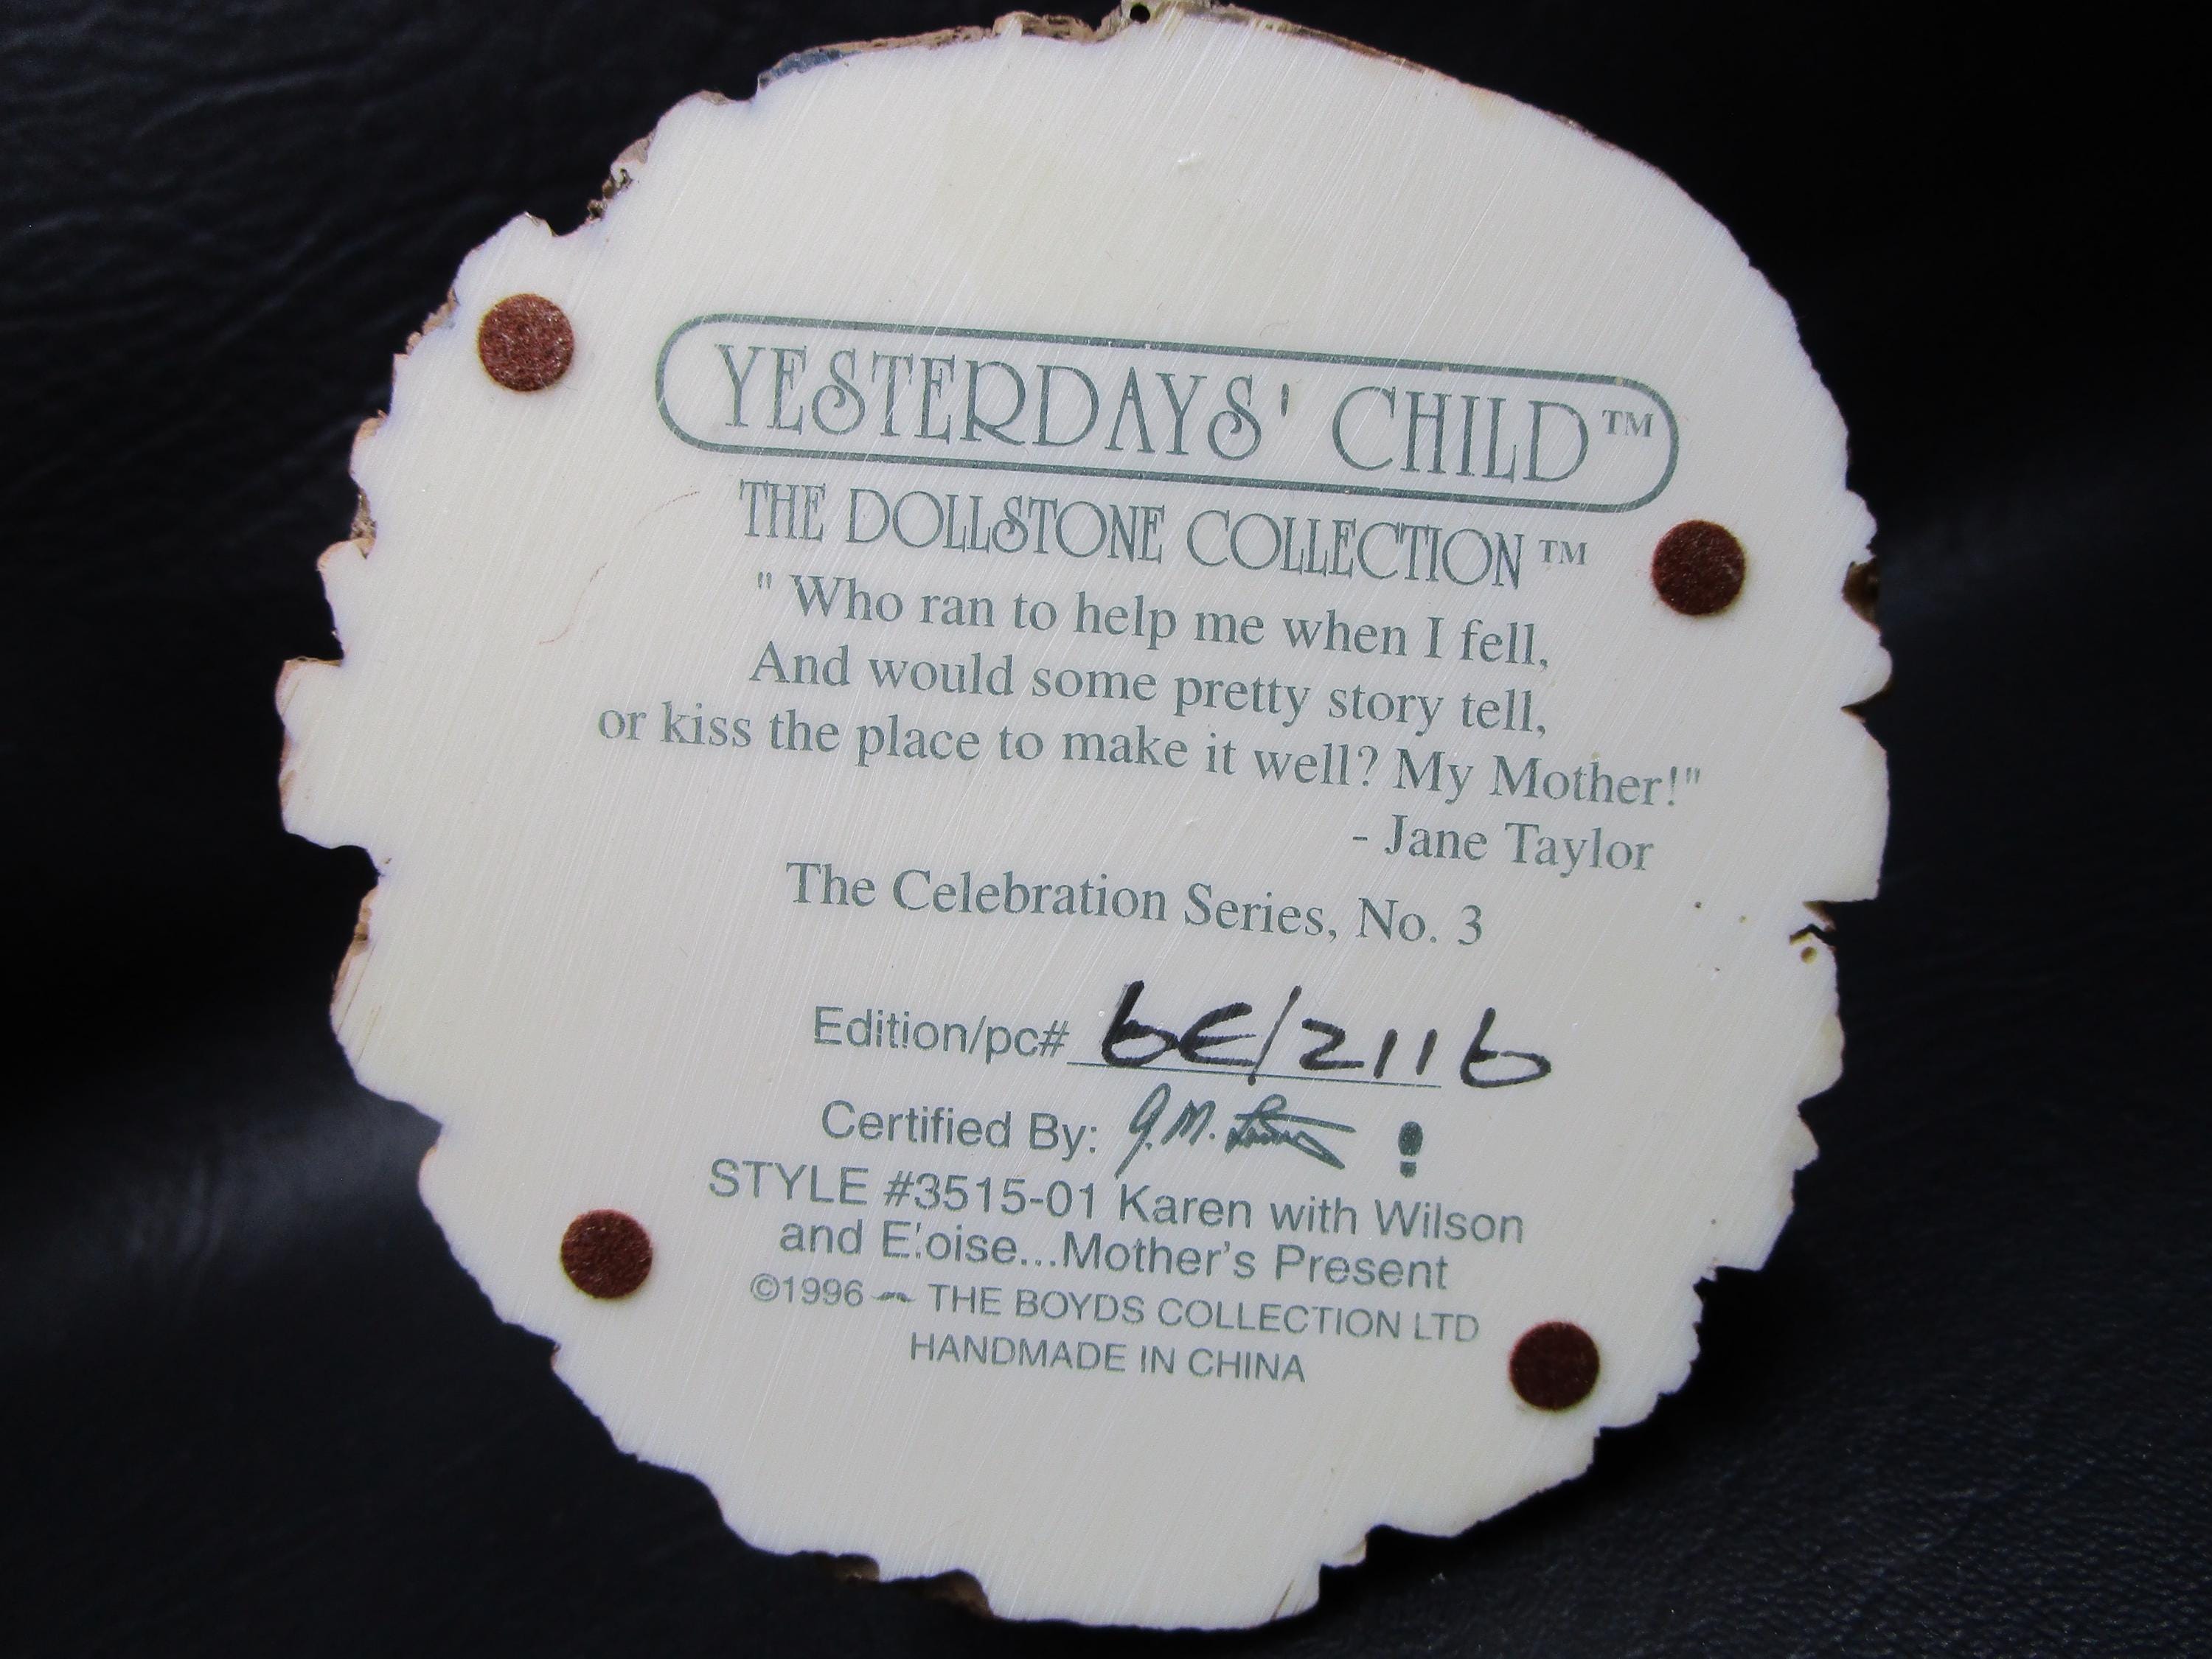 YESTERDAYS' CHILD™
THE DOLLSTONE COLLECTION™
" Who ran to help me when I fell,
And would some pretty story tell,
or kiss the place to make it well? My Mother!"
- Jane Taylor
The Celebration Series, No. 3
Edition/pc# 6E/2116
Certified By: G.M.
STYLE #3515-01 Karen with Wilson
and Eloise...Mother's Present
©1996 THE BOYDS COLLECTION LTD
HANDMADE IN CHINA